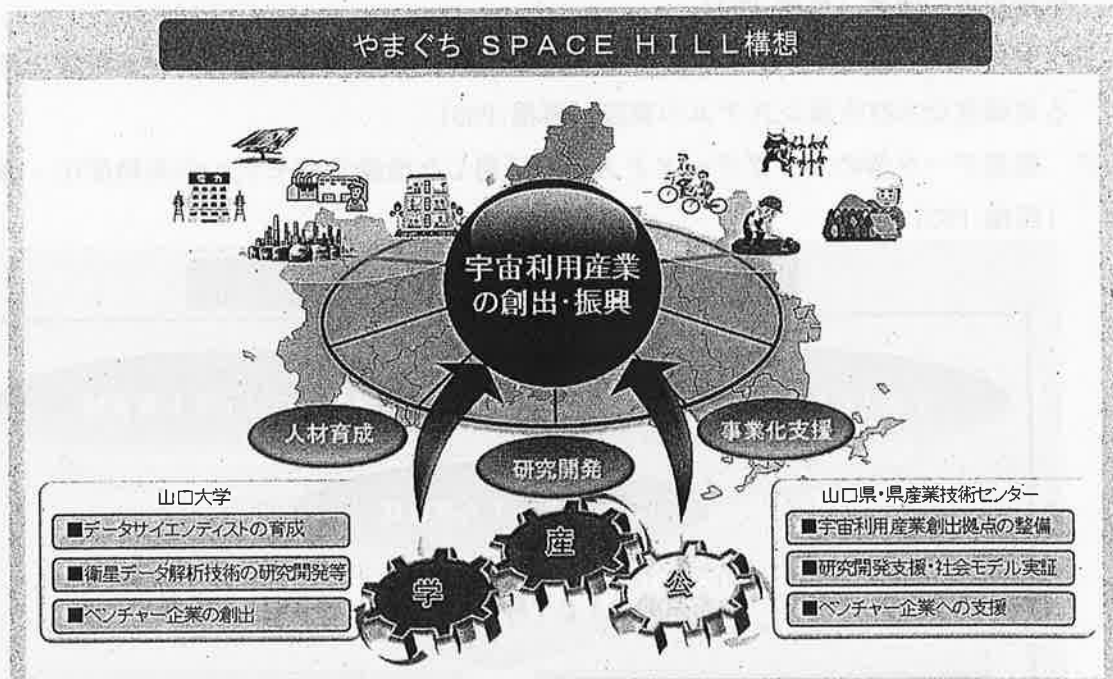 やまぐち SPACE HILL構想
宇宙利用産業
の創出・振興
人材育成
研究開発
事業化支援
山口大学
■データサイエンティストの育成
■衛星データ解析技術の研究開発等
■ベンチャー企業の創出
学
産
公
山口県・県産業技術センター
■宇宙利用産業創出拠点の整備
■研究開発支援・社会モデル実証
■ベンチャー企業への支援